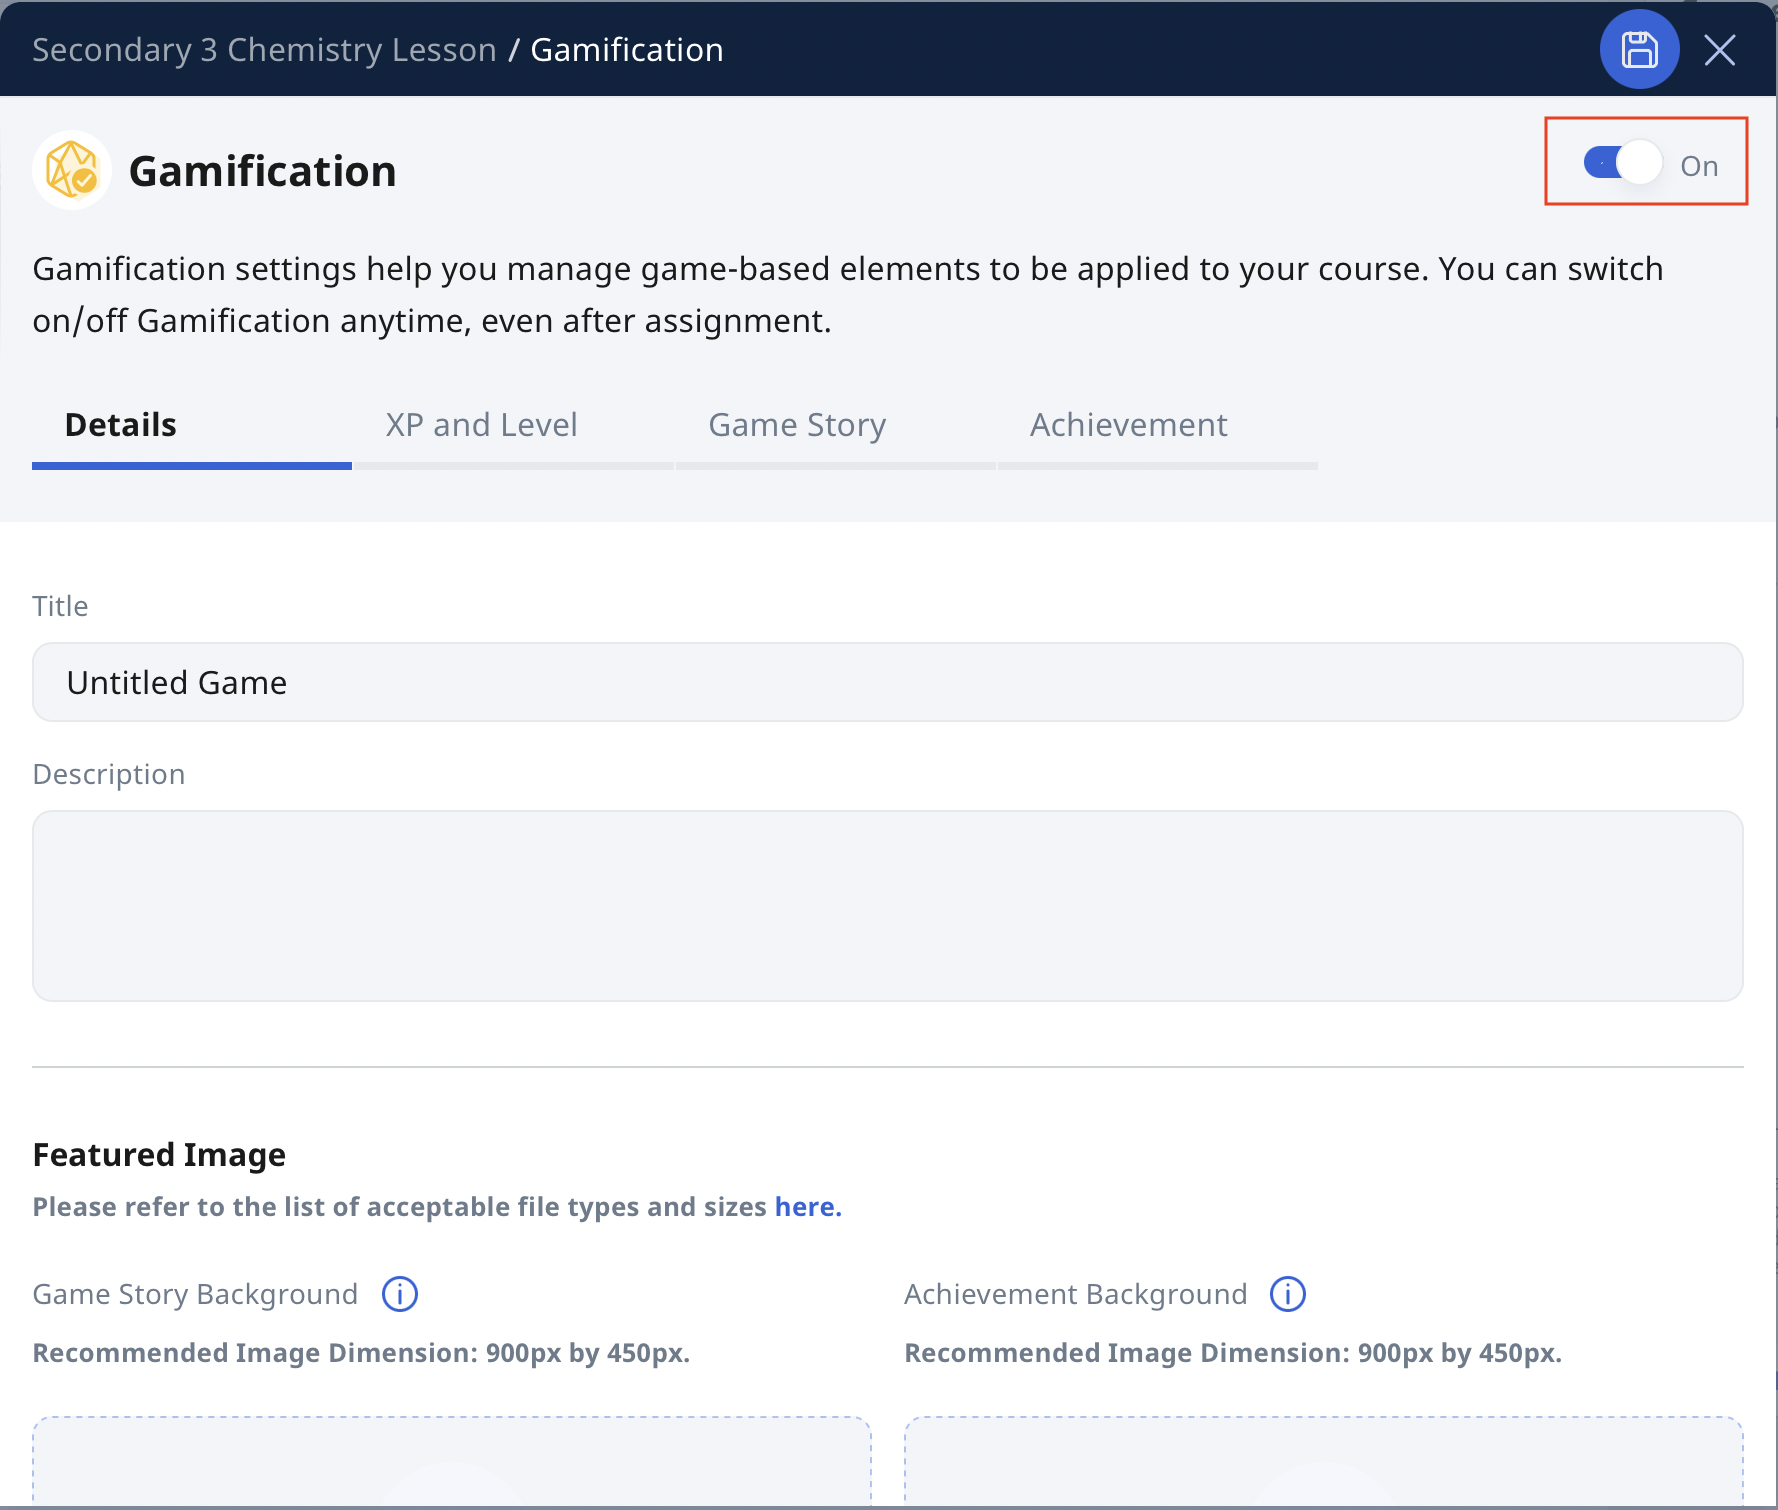 Secondary 3 Chemistry Lesson / Gamification
Gamification
On
Gamification settings help you manage game-based elements to be applied to your course. You can switch
on/off Gamification anytime, even after assignment.
Details
XP and Level
Game Story
Achievement
Title
Untitled Game
Description
Featured Image
Please refer to the list of acceptable file types and sizes here.
Game Story Background
Achievement Background
Recommended Image Dimension: 900px by 450px.
Recommended Image Dimension: 900px by 450px.